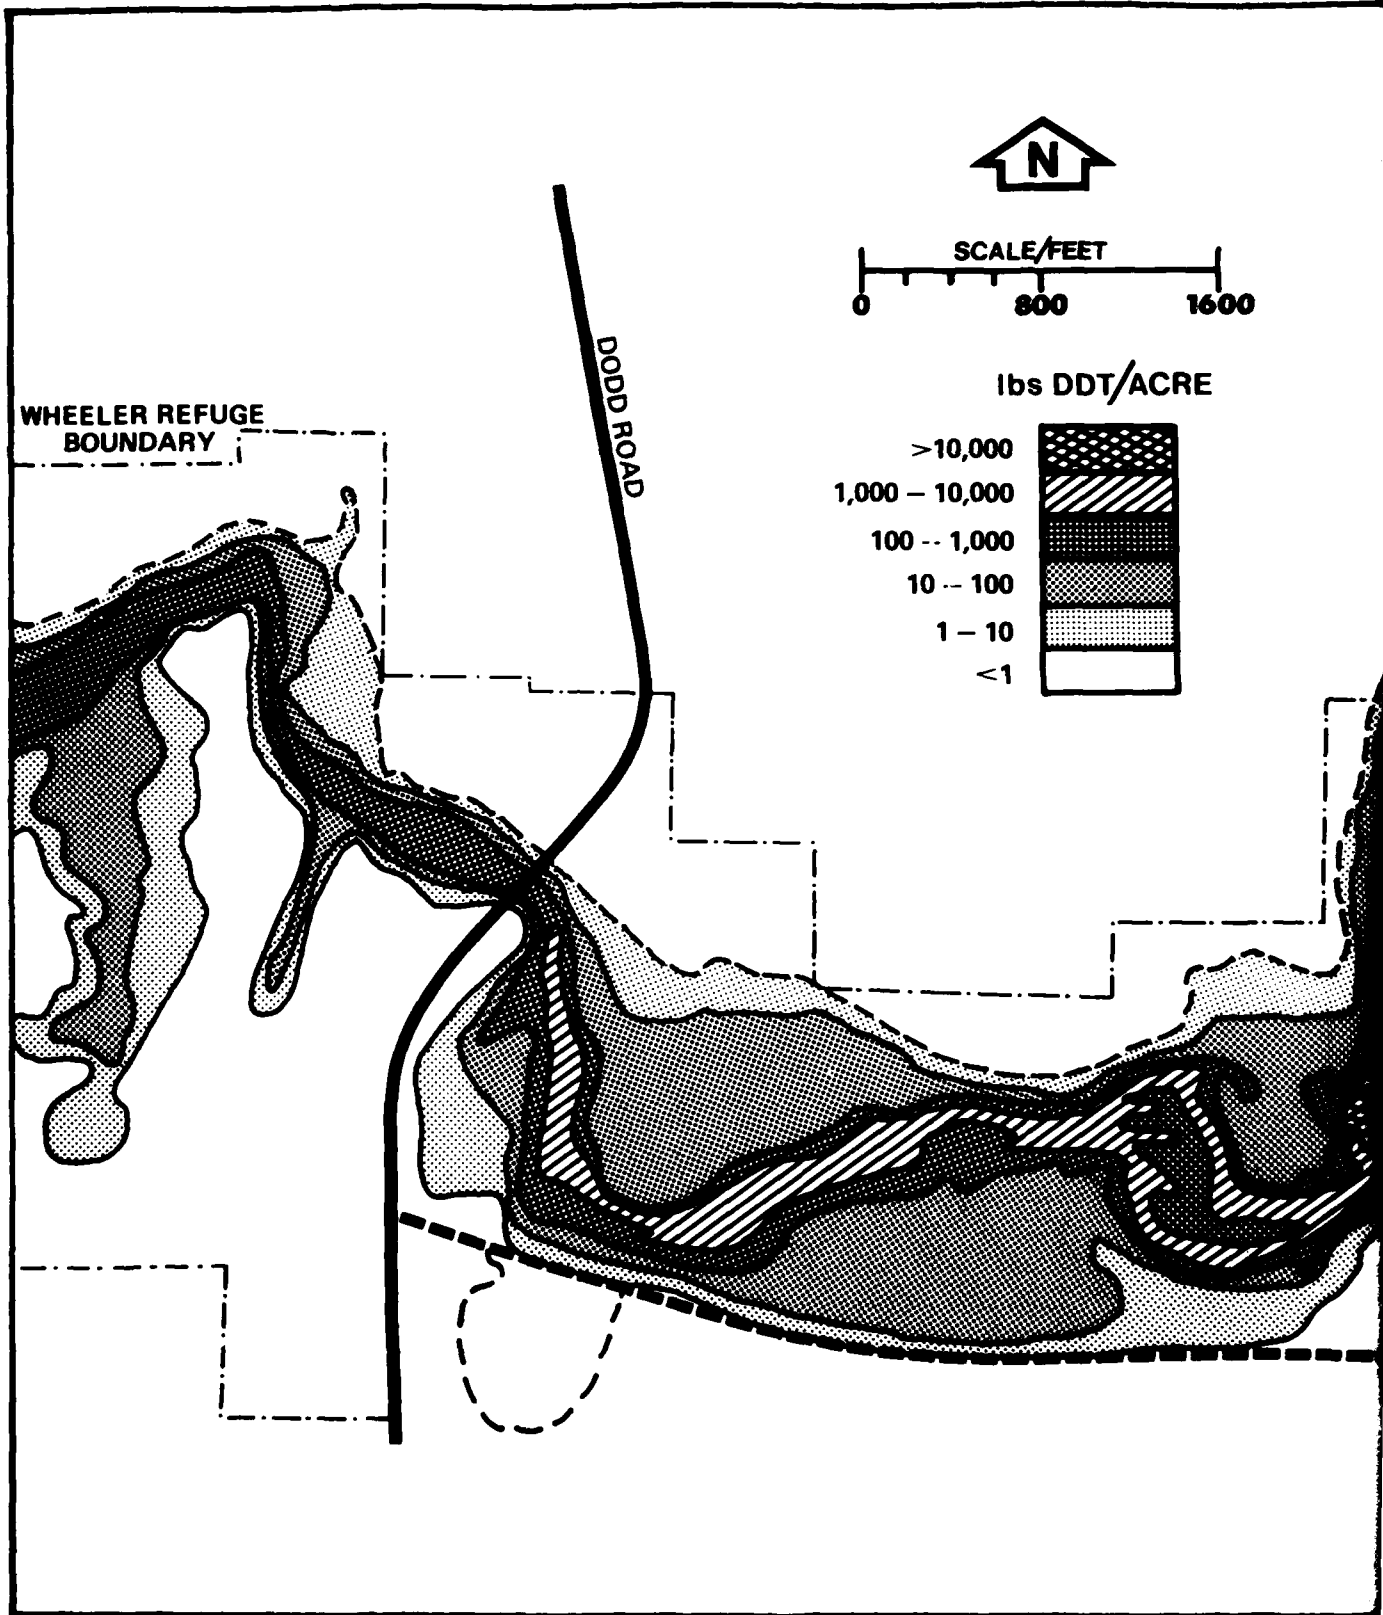 N
SCALE/FEET
0 800 1600
lbs DDT/ACRE
>10,000
1,000 – 10,000
100 -- 1,000
10 -- 100
1 – 10
<1
DODD ROAD
WHEELER REFUGE
BOUNDARY